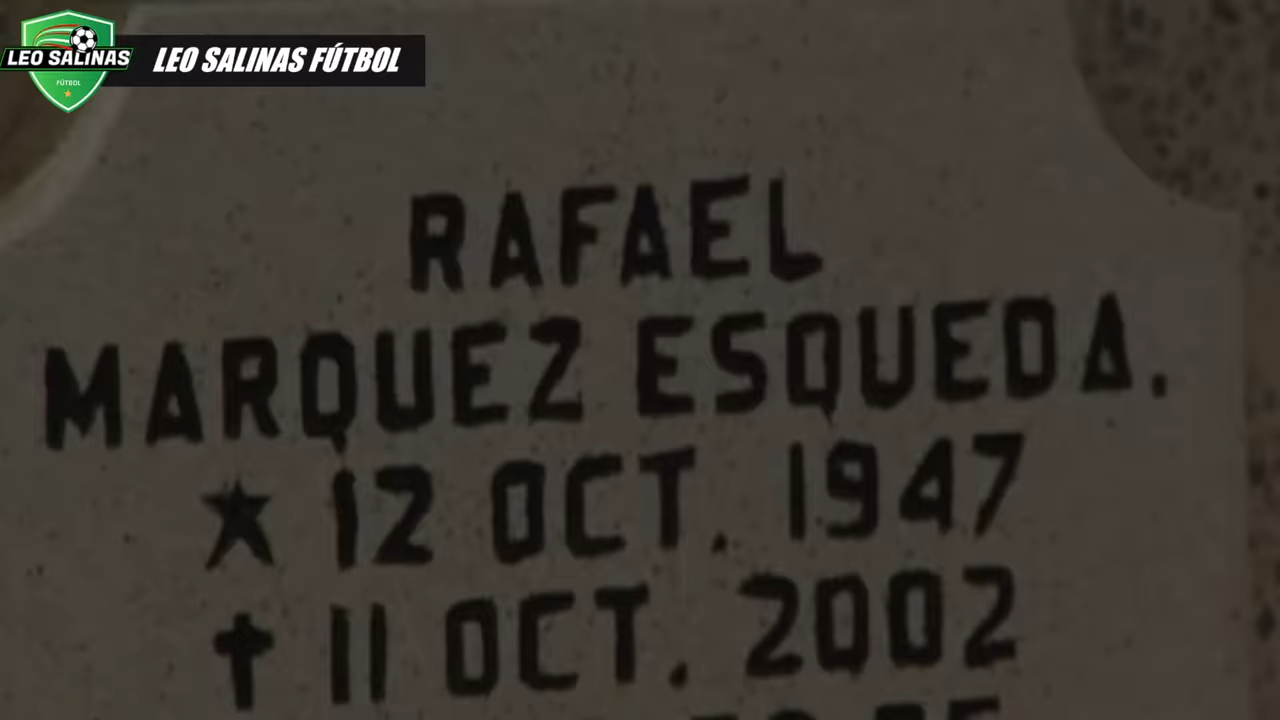 LEO SALINAS
FÚTBOL
LEO SALINAS FÚTBOL
RAFAEL
MARQUEZ ESQUEDA.
★ 12 OCT. 1947
✝ 11 OCT. 2002